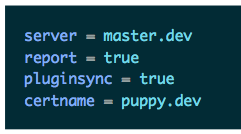 server = master.dev
report = true
pluginsync = true
certname = puppy.dev